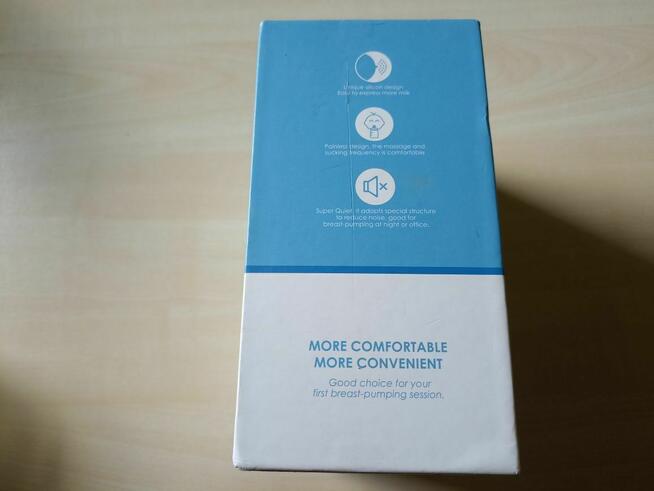 Unique silicon design
Easy to express more milk
Painless design, the massage and
sucking frequency is comfortable
Super Quiet: it adopts special structure
to reduce noise, good for
breast-pumping at night or office.
MORE COMFORTABLE
MORE CONVENIENT
Good choice for your
first breast-pumping session.